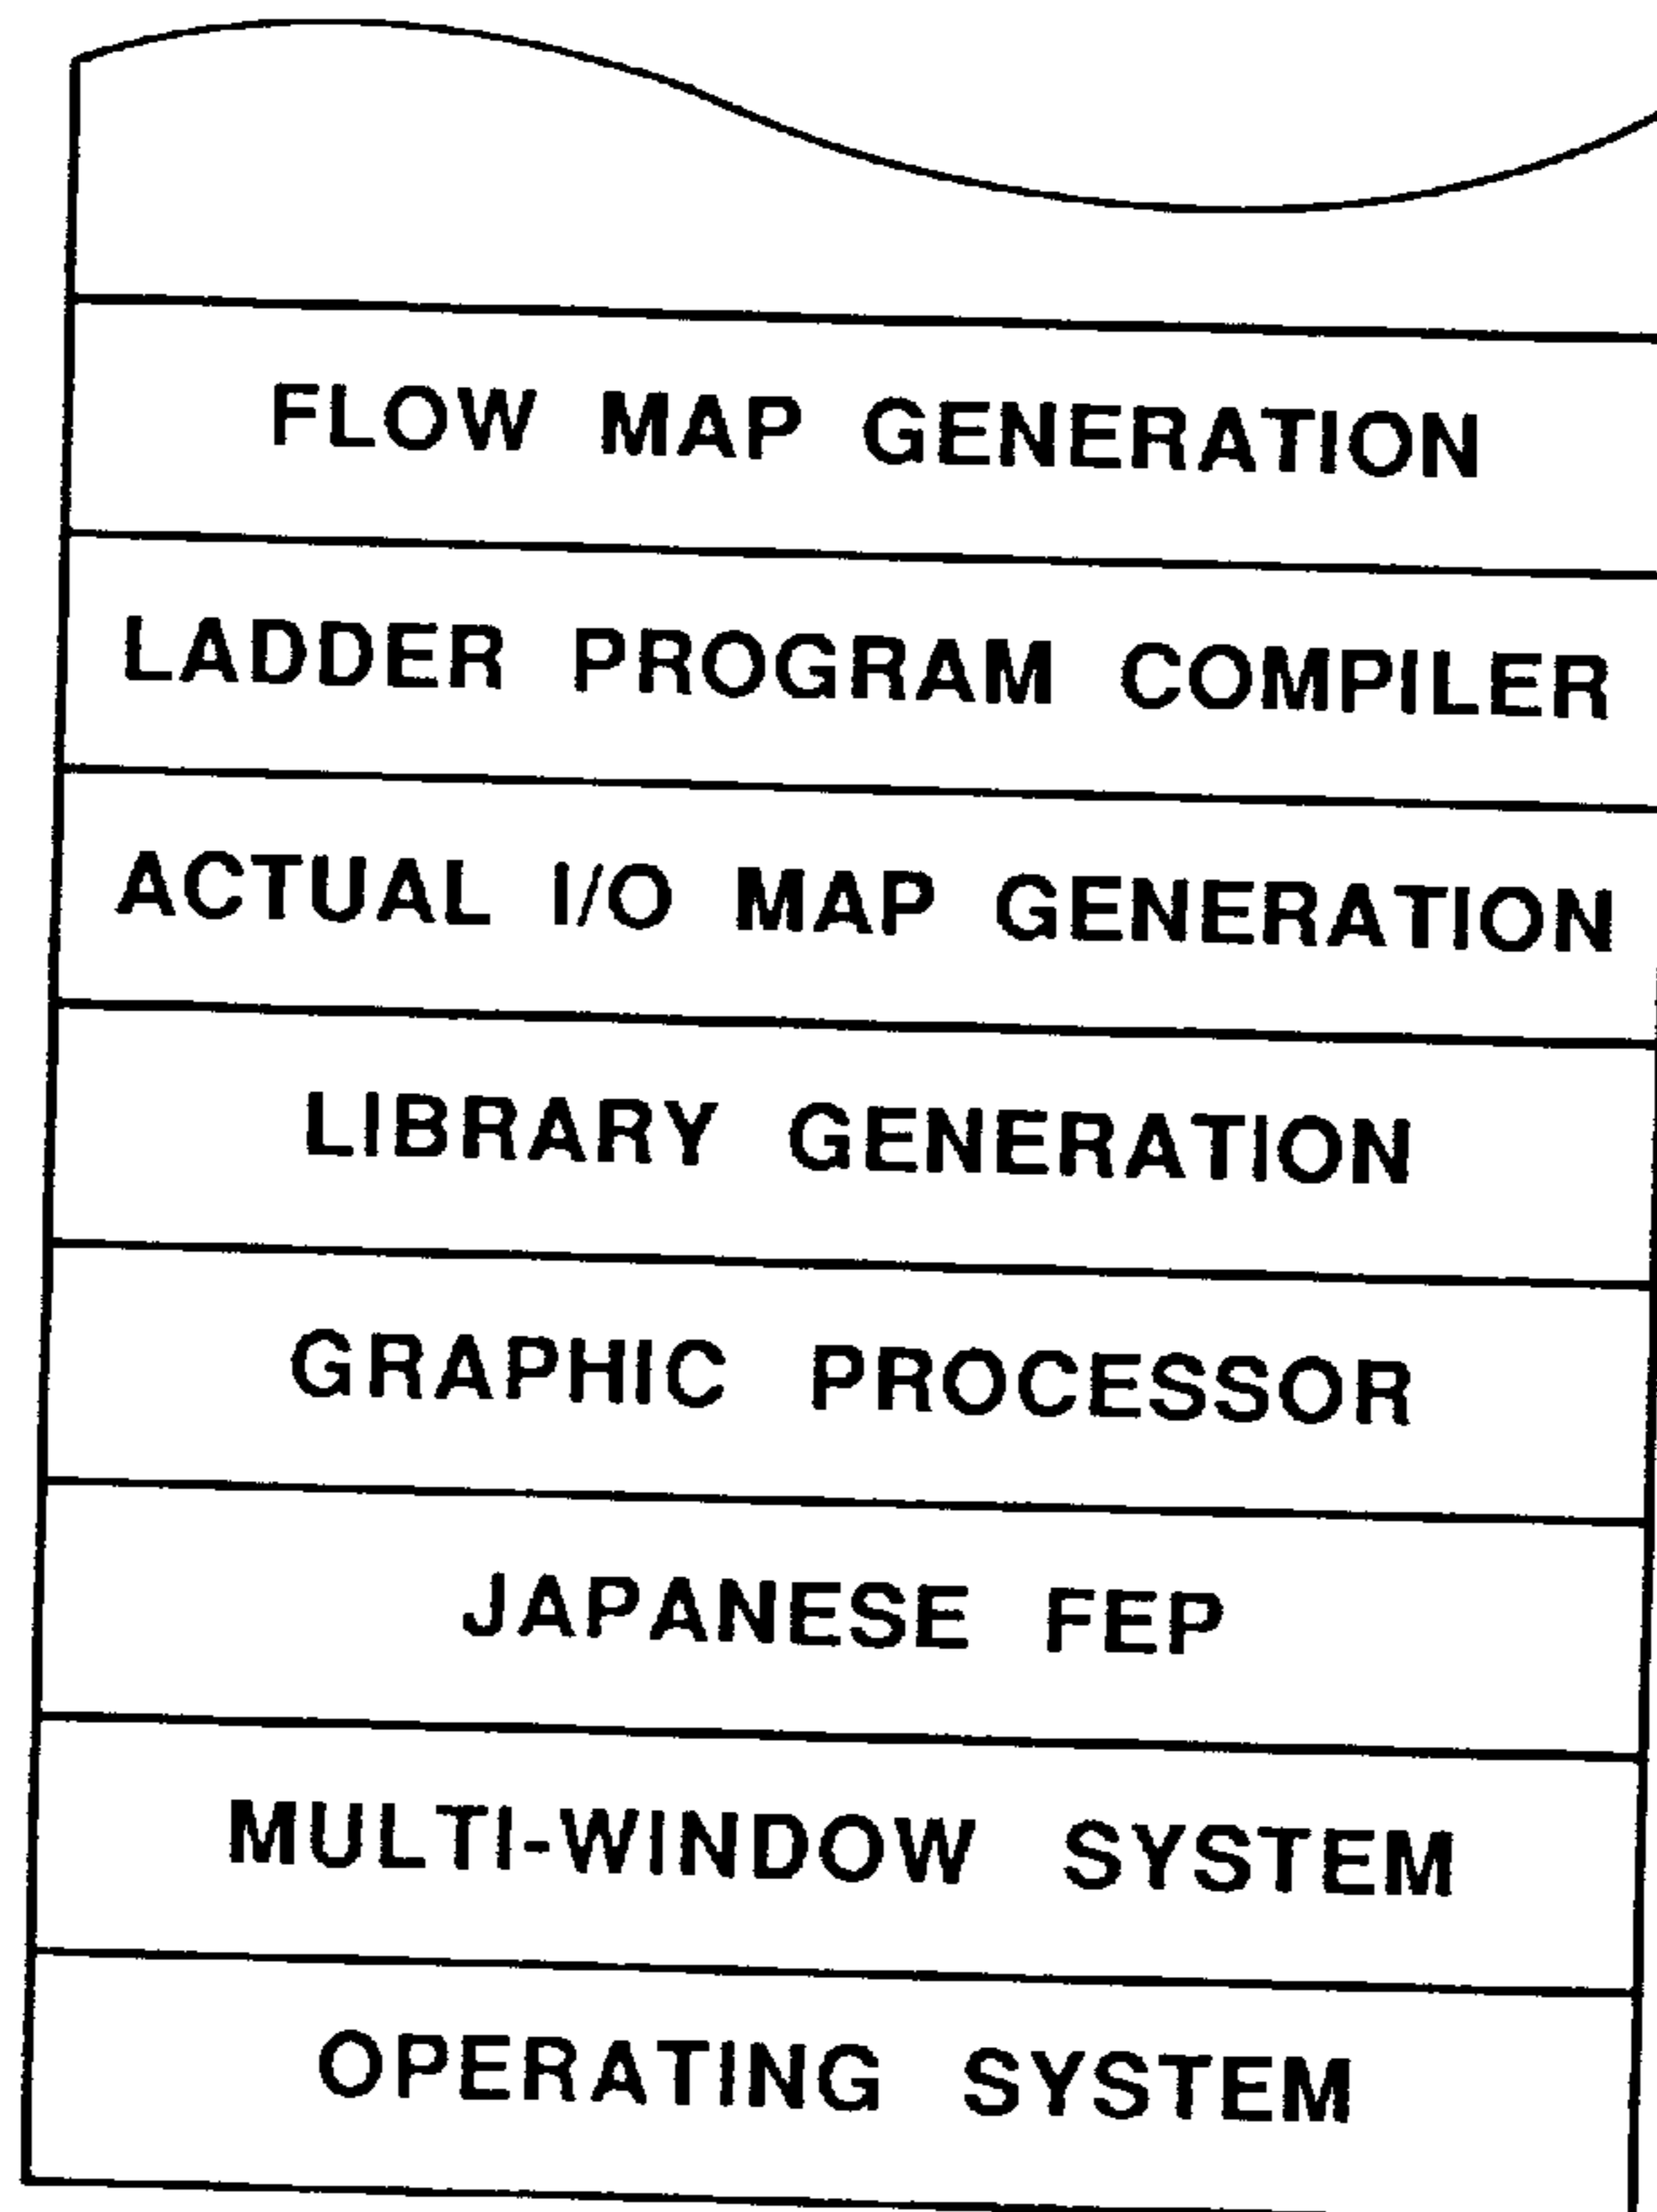 FLOW MAP GENERATION
LADDER PROGRAM COMPILER
ACTUAL I/O MAP GENERATION
LIBRARY GENERATION
GRAPHIC PROCESSOR
JAPANESE FEP
MULTI-WINDOW SYSTEM
OPERATING SYSTEM